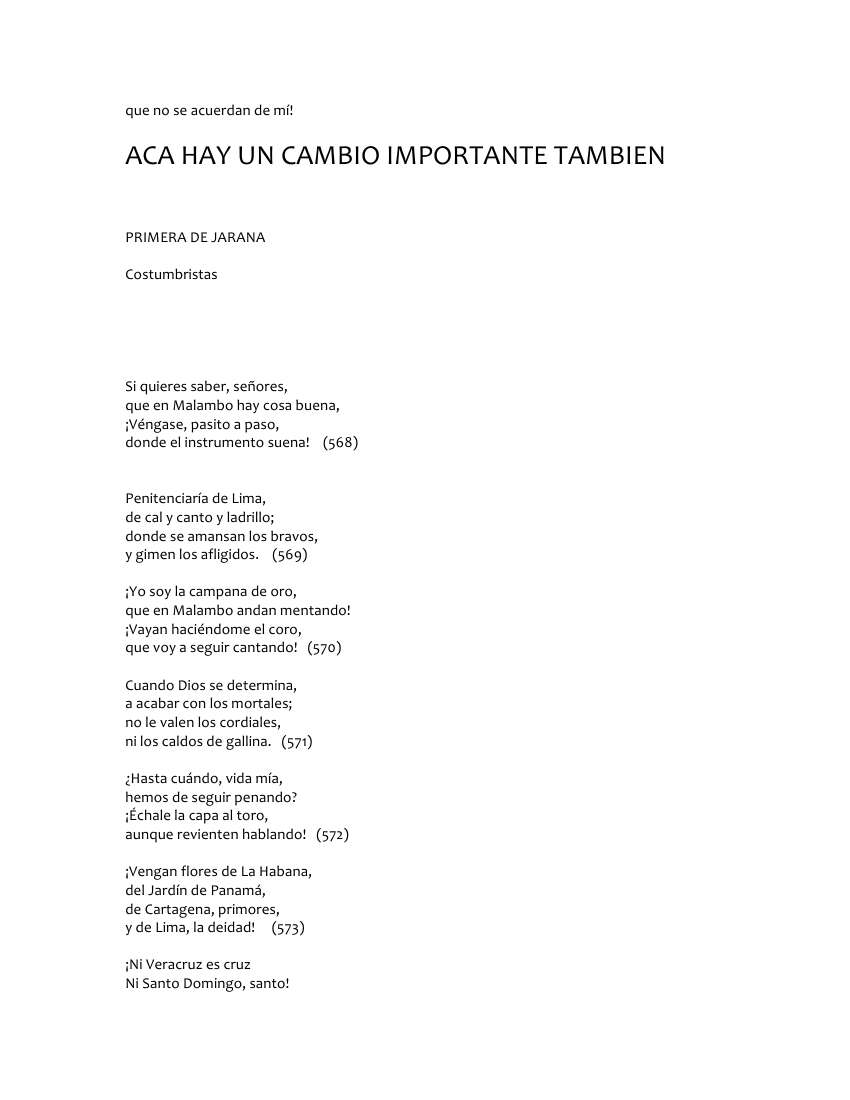 que no se acuerdan de mí!
ACA HAY UN CAMBIO IMPORTANTE TAMBIEN
PRIMERA DE JARANA
Costumbristas
Si quieres saber, señores,
que en Malambo hay cosa buena,
¡Véngase, pasito a paso,
donde el instrumento suena! (568)
Penitenciaría de Lima,
de cal y canto y ladrillo;
donde se amansan los bravos,
y gimen los afligidos. (569)
¡Yo soy la campana de oro,
que en Malambo andan mentando!
¡Vayan haciéndome el coro,
que voy a seguir cantando! (570)
Cuando Dios se determina,
a acabar con los mortales;
no le valen los cordiales,
ni los caldos de gallina. (571)
¿Hasta cuándo, vida mía,
hemos de seguir penando?
¡Échale la capa al toro,
aunque revienten hablando! (572)
¡Vengan flores de La Habana,
del Jardín de Panamá,
de Cartagena, primores,
y de Lima, la deidad! (573)
¡Ni Veracruz es cruz
Ni Santo Domingo, santo!